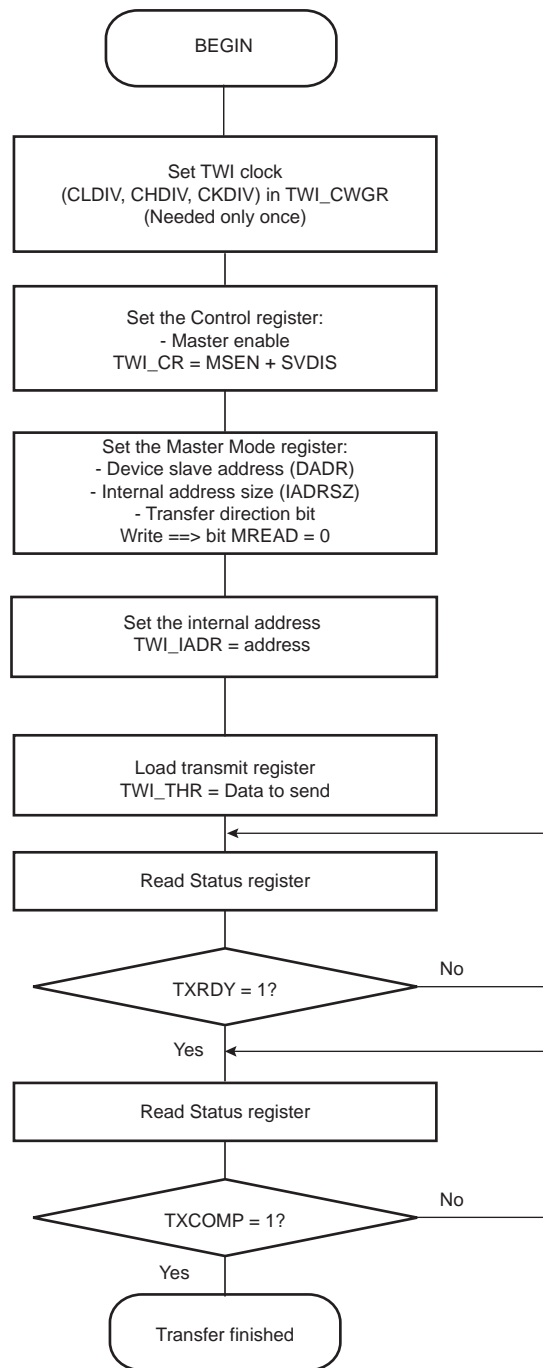 BEGIN
Set TWI clock
(CLDIV, CHDIV, CKDIV) in TWI_CWGR
(Needed only once)
Set the Control register:
- Master enable
TWI_CR = MSEN + SVDIS
Set the Master Mode register:
- Device slave address (DADR)
- Internal address size (IADRSZ)
- Transfer direction bit
Write ==> bit MREAD = 0
Set the internal address
TWI_IADR = address
Load transmit register
TWI_THR = Data to send
Read Status register
TXRDY = 1?
No
Yes
Read Status register
TXCOMP = 1?
No
Yes
Transfer finished